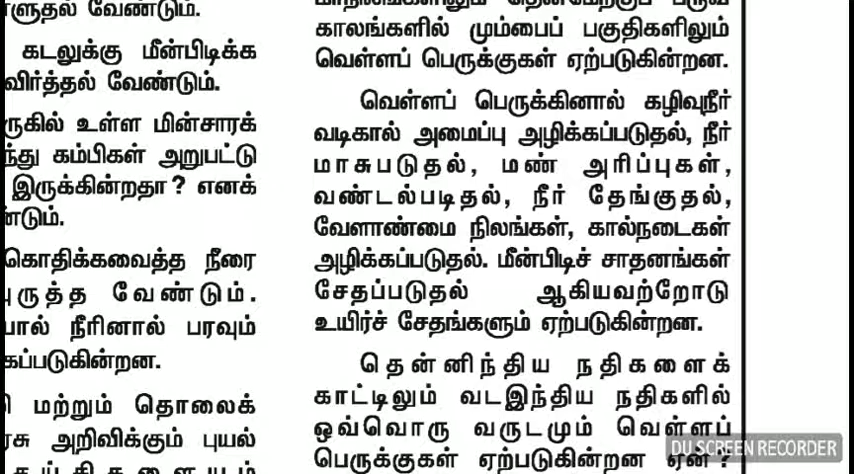 ளுதல் வேண்டும்.
கடலுக்கு மீன்பிடிக்க
விர்த்தல் வேண்டும்.
ருகில் உள்ள மின்சாரக்
ந்து கம்பிகள் அறுபட்டு
இருக்கின்றதா? எனக்
ண்டும்.
கொதிக்கவைத்த நீரை
புருத்த வேண்டும்.
பால் நீரினால் பரவும்
கப்படுகின்றன.
மற்றும் தொலைக்
ரசு அறிவிக்கும் புயல்
காலங்களில் மும்பைப் பகுதிகளிலும்
வெள்ளப் பெருக்குகள் ஏற்படுகின்றன.
வெள்ளப் பெருக்கினால் கழிவுநீர்
வடிகால் அமைப்பு அழிக்கப்படுதல், நீர்
மாசுபடுதல், மண் அரிப்புகள்,
வண்டல்படிதல், நீர் தேங்குதல்,
வேளாண்மை நிலங்கள், கால்நடைகள்
அழிக்கப்படுதல். மீன்பிடிச் சாதனங்கள்
சேதப்படுதல் ஆகியவற்றோடு
உயிர்ச் சேதங்களும் ஏற்படுகின்றன.
தென்னிந்திய நதிகளைக்
காட்டிலும் வடஇந்திய நதிகளில்
ஒவ்வொரு வருடமும் வெள்ளப்
பெருக்குகள் ஏற்படுகின்றன ஏன்?
DU SCREEN RECORDER